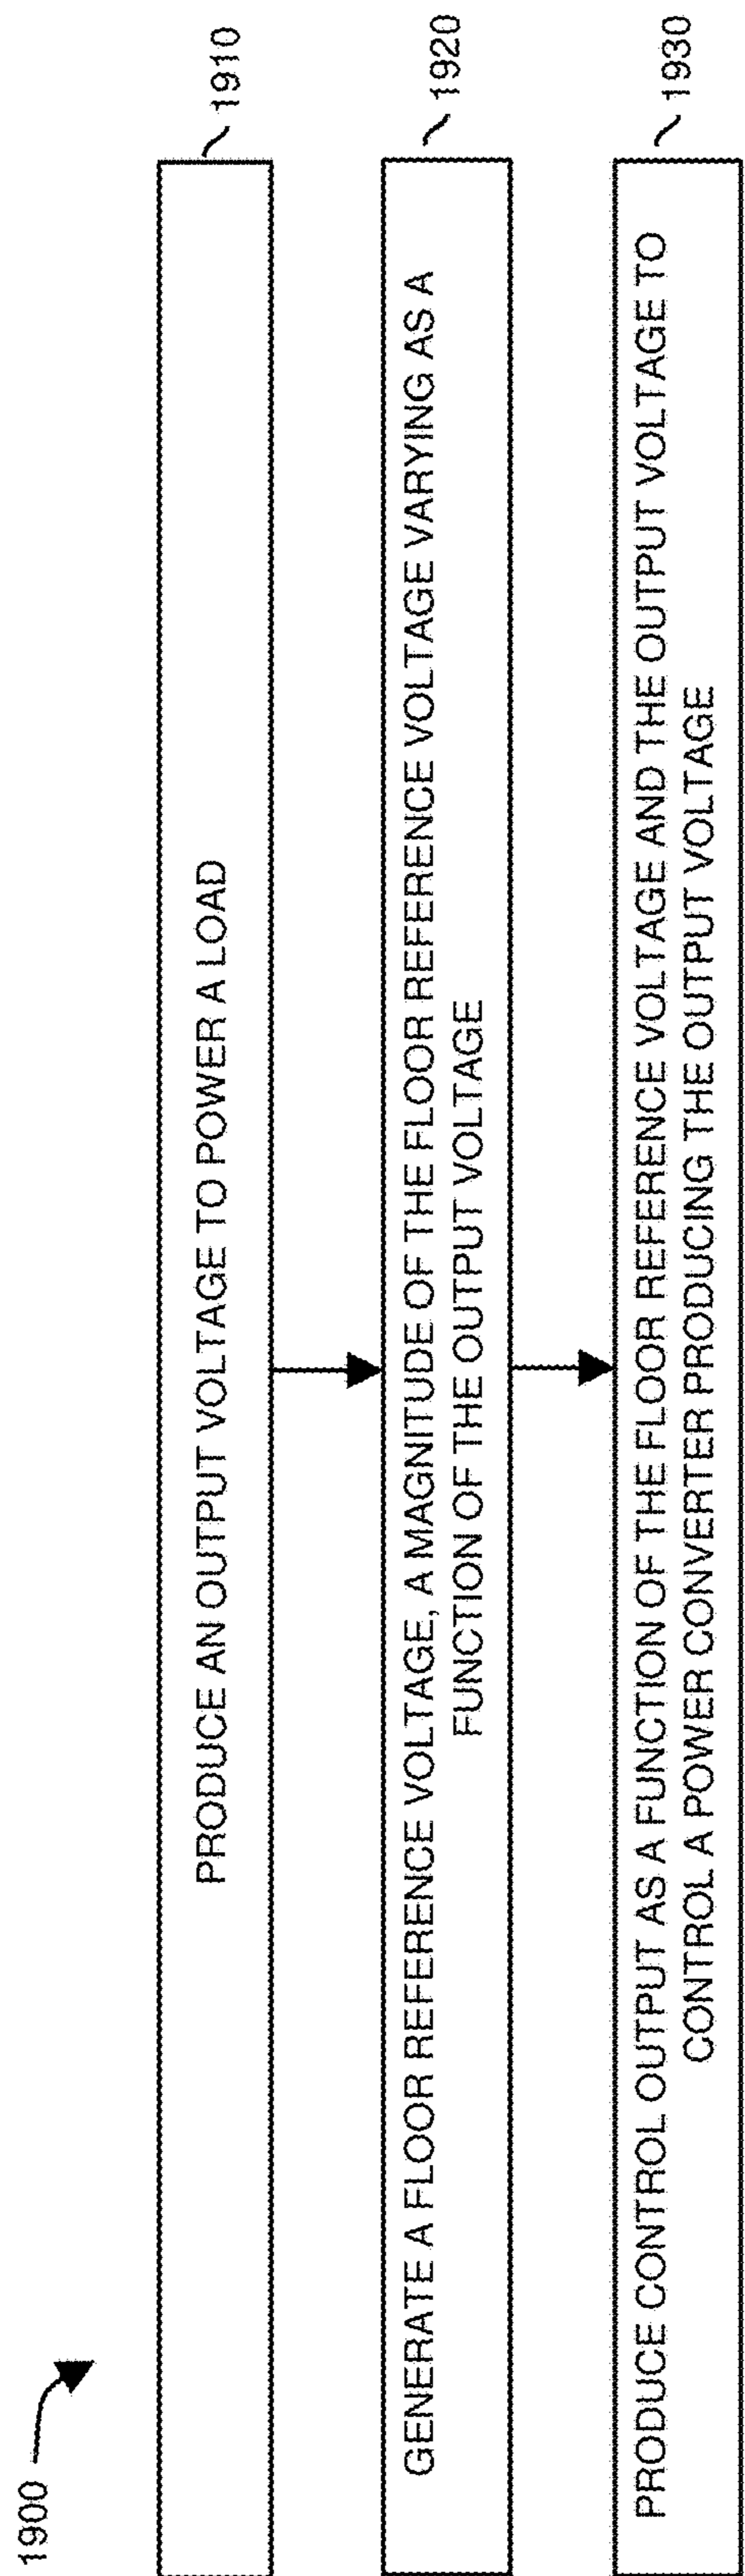 1900
PRODUCE AN OUTPUT VOLTAGE TO POWER A LOAD
1910
GENERATE A FLOOR REFERENCE VOLTAGE, A MAGNITUDE OF THE FLOOR REFERENCE VOLTAGE VARYING AS A
FUNCTION OF THE OUTPUT VOLTAGE
1920
PRODUCE CONTROL OUTPUT AS A FUNCTION OF THE FLOOR REFERENCE VOLTAGE AND THE OUTPUT VOLTAGE TO
CONTROL A POWER CONVERTER PRODUCING THE OUTPUT VOLTAGE
1930